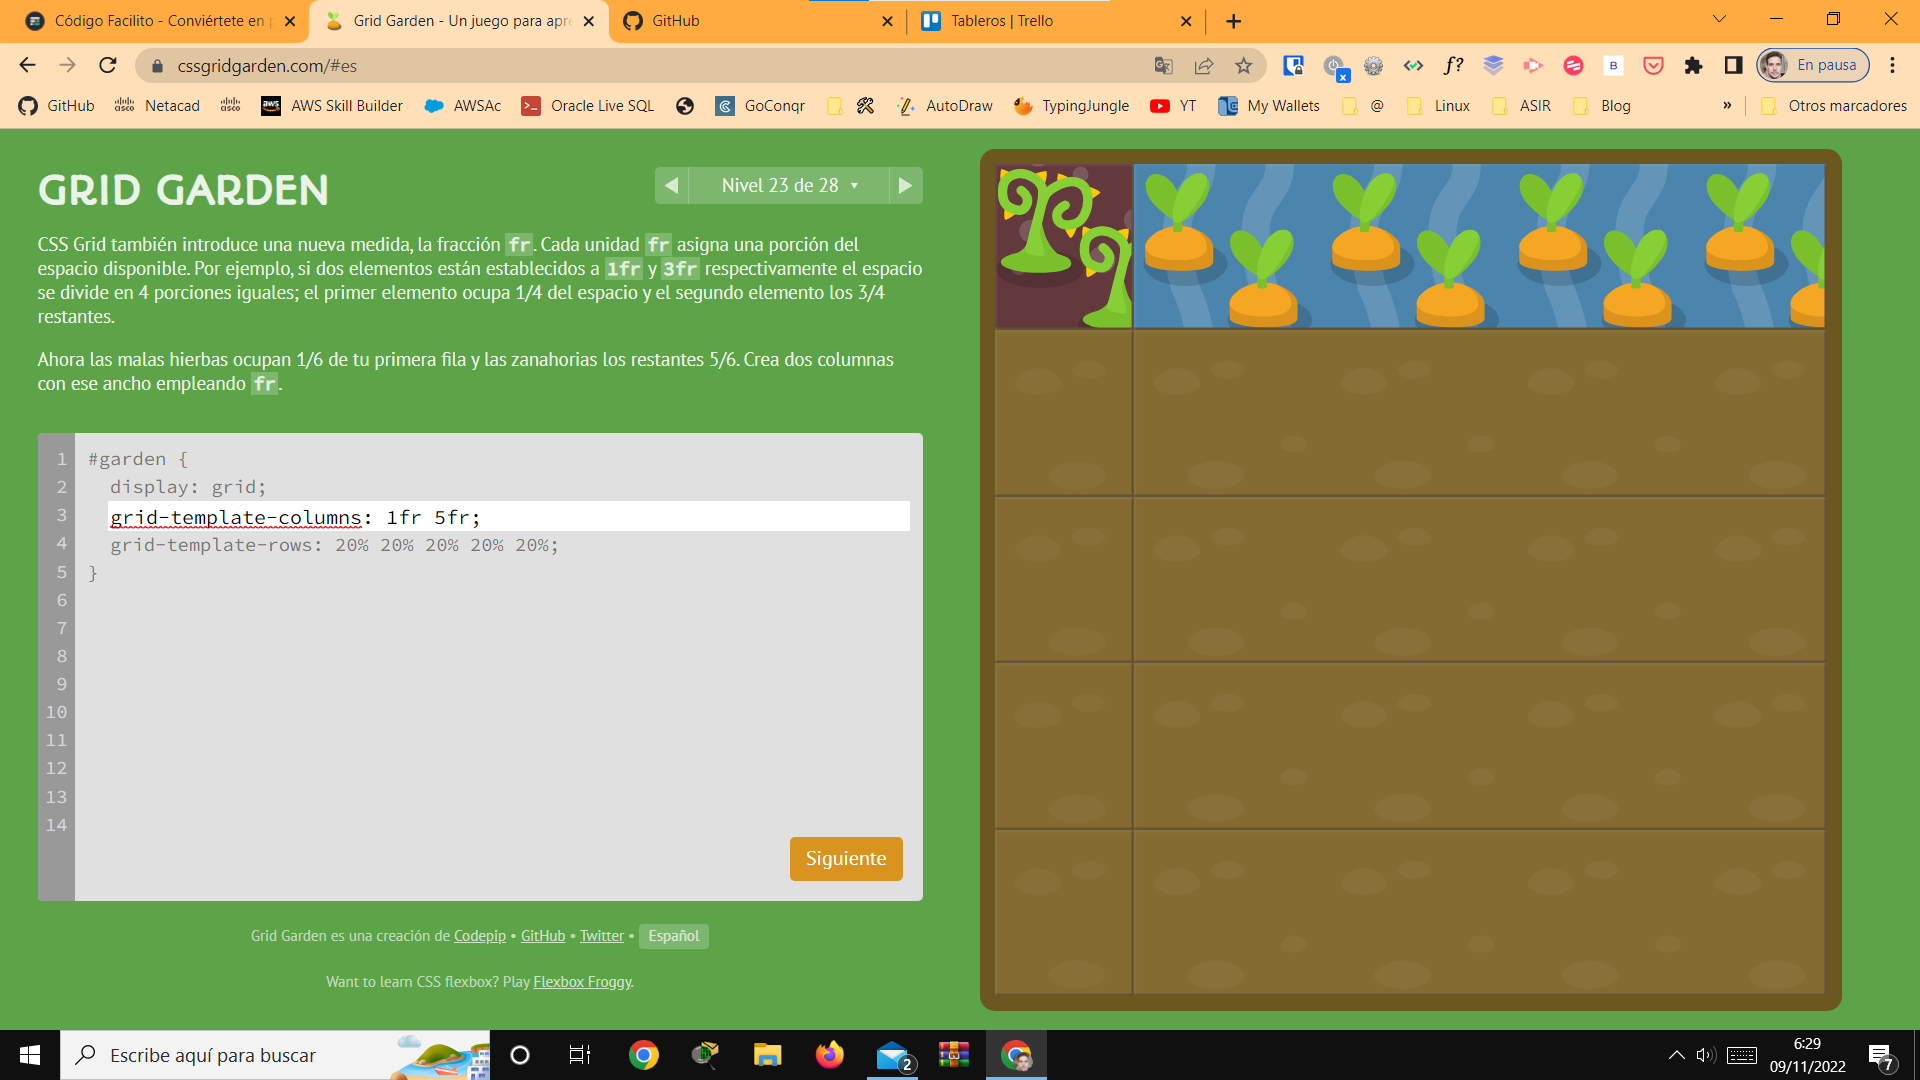 Código Facilito - Conviértete en p
Grid Garden - Un juego para apre
GitHub
Tableros | Trello
cssgridgarden.com/#es
En pausa
GitHub
Netacad
AWS Skill Builder
AWSAc
Oracle Live SQL
GoConqr
AutoDraw
TypingJungle
YT
My Wallets
@
Linux
ASIR
Blog
»
Otros marcadores
GRID GARDEN
Nivel 23 de 28
CSS Grid también introduce una nueva medida, la fracción fr. Cada unidad fr asigna una porción del
espacio disponible. Por ejemplo, si dos elementos están establecidos a 1fr y 3fr respectivamente el espacio
se divide en 4 porciones iguales; el primer elemento ocupa 1/4 del espacio y el segundo elemento los 3/4
restantes.
Ahora las malas hierbas ocupan 1/6 de tu primera fila y las zanahorias los restantes 5/6. Crea dos columnas
con ese ancho empleando fr.
1 #garden {
2 display: grid;
3 grid-template-columns: 1fr 5fr;
4 grid-template-rows: 20% 20% 20% 20% 20%;
5 }
6
7
8
9
10
11
12
13
14
Siguiente
Grid Garden es una creación de Codepip • GitHub • Twitter • Español
Want to learn CSS flexbox? Play Flexbox Froggy.
Escribe aquí para buscar
2
6:29
09/11/2022
7